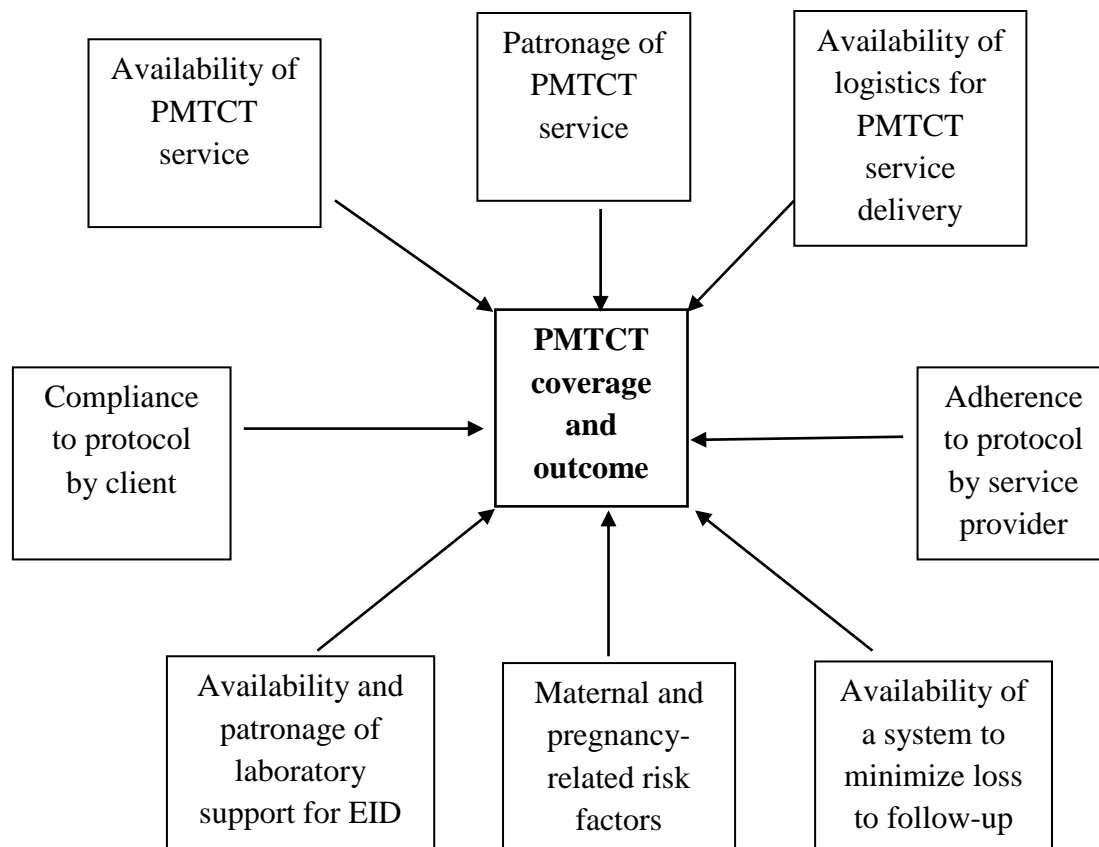 Availability of
PMTCT
service
Patronage of
PMTCT
service
Availability of
logistics for
PMTCT
service
delivery
PMTCT
coverage
and
outcome
Compliance
to protocol
by client
Adherence
to protocol
by service
provider
Availability and
patronage of
laboratory
support for EID
Maternal and
pregnancy-
related risk
factors
Availability of
a system to
minimize loss
to follow-up